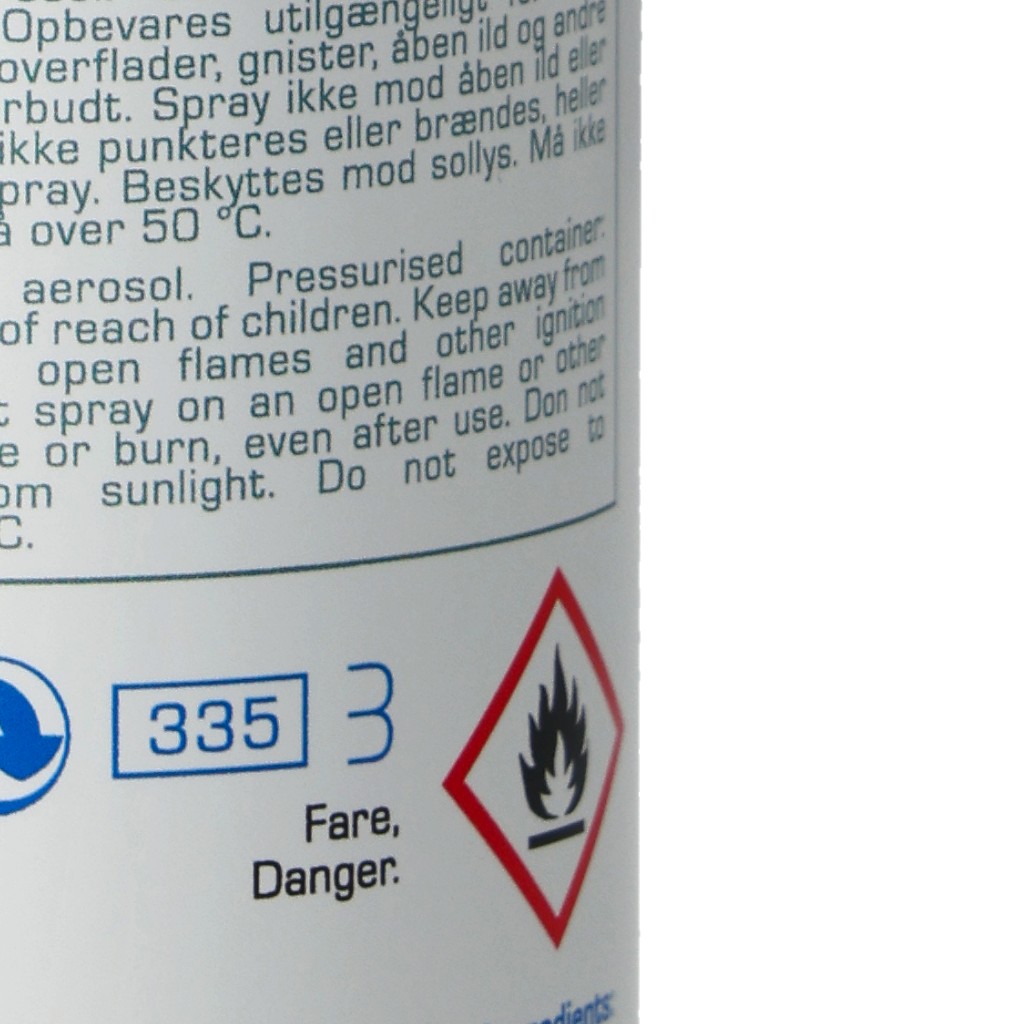 Opbevares utilgængeligt
overflader, gnister, åben ild og andre
rbudt. Spray ikke mod åben ild eller
ikke punkteres eller brændes, heller
pray. Beskyttes mod sollys. Må ikke
å over 50 °C.
aerosol. Pressurised container:
of reach of children. Keep away from
open flames and other ignition
t spray on an open flame or other
e or burn, even after use. Don not
om sunlight. Do not expose to
C.
335 3
Fare,
Danger.
edients: